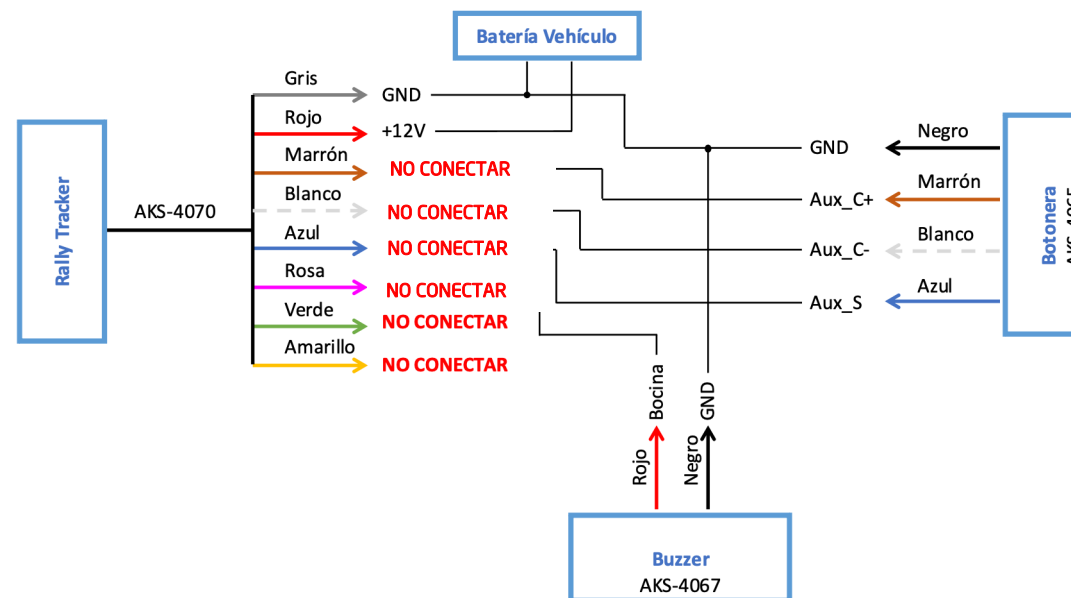 Batería Vehículo
Gris
GND
Rojo
+12V
Marrón
NO CONECTAR
Blanco
NO CONECTAR
Azul
NO CONECTAR
Rosa
NO CONECTAR
Verde
NO CONECTAR
Amarillo
NO CONECTAR
Rally Tracker
AKS-4070
GND
Negro
Aux_C+
Marrón
Aux_C-
Blanco
Aux_S
Azul
Botonera
Bocina
GND
Rojo
Negro
Buzzer
AKS-4067